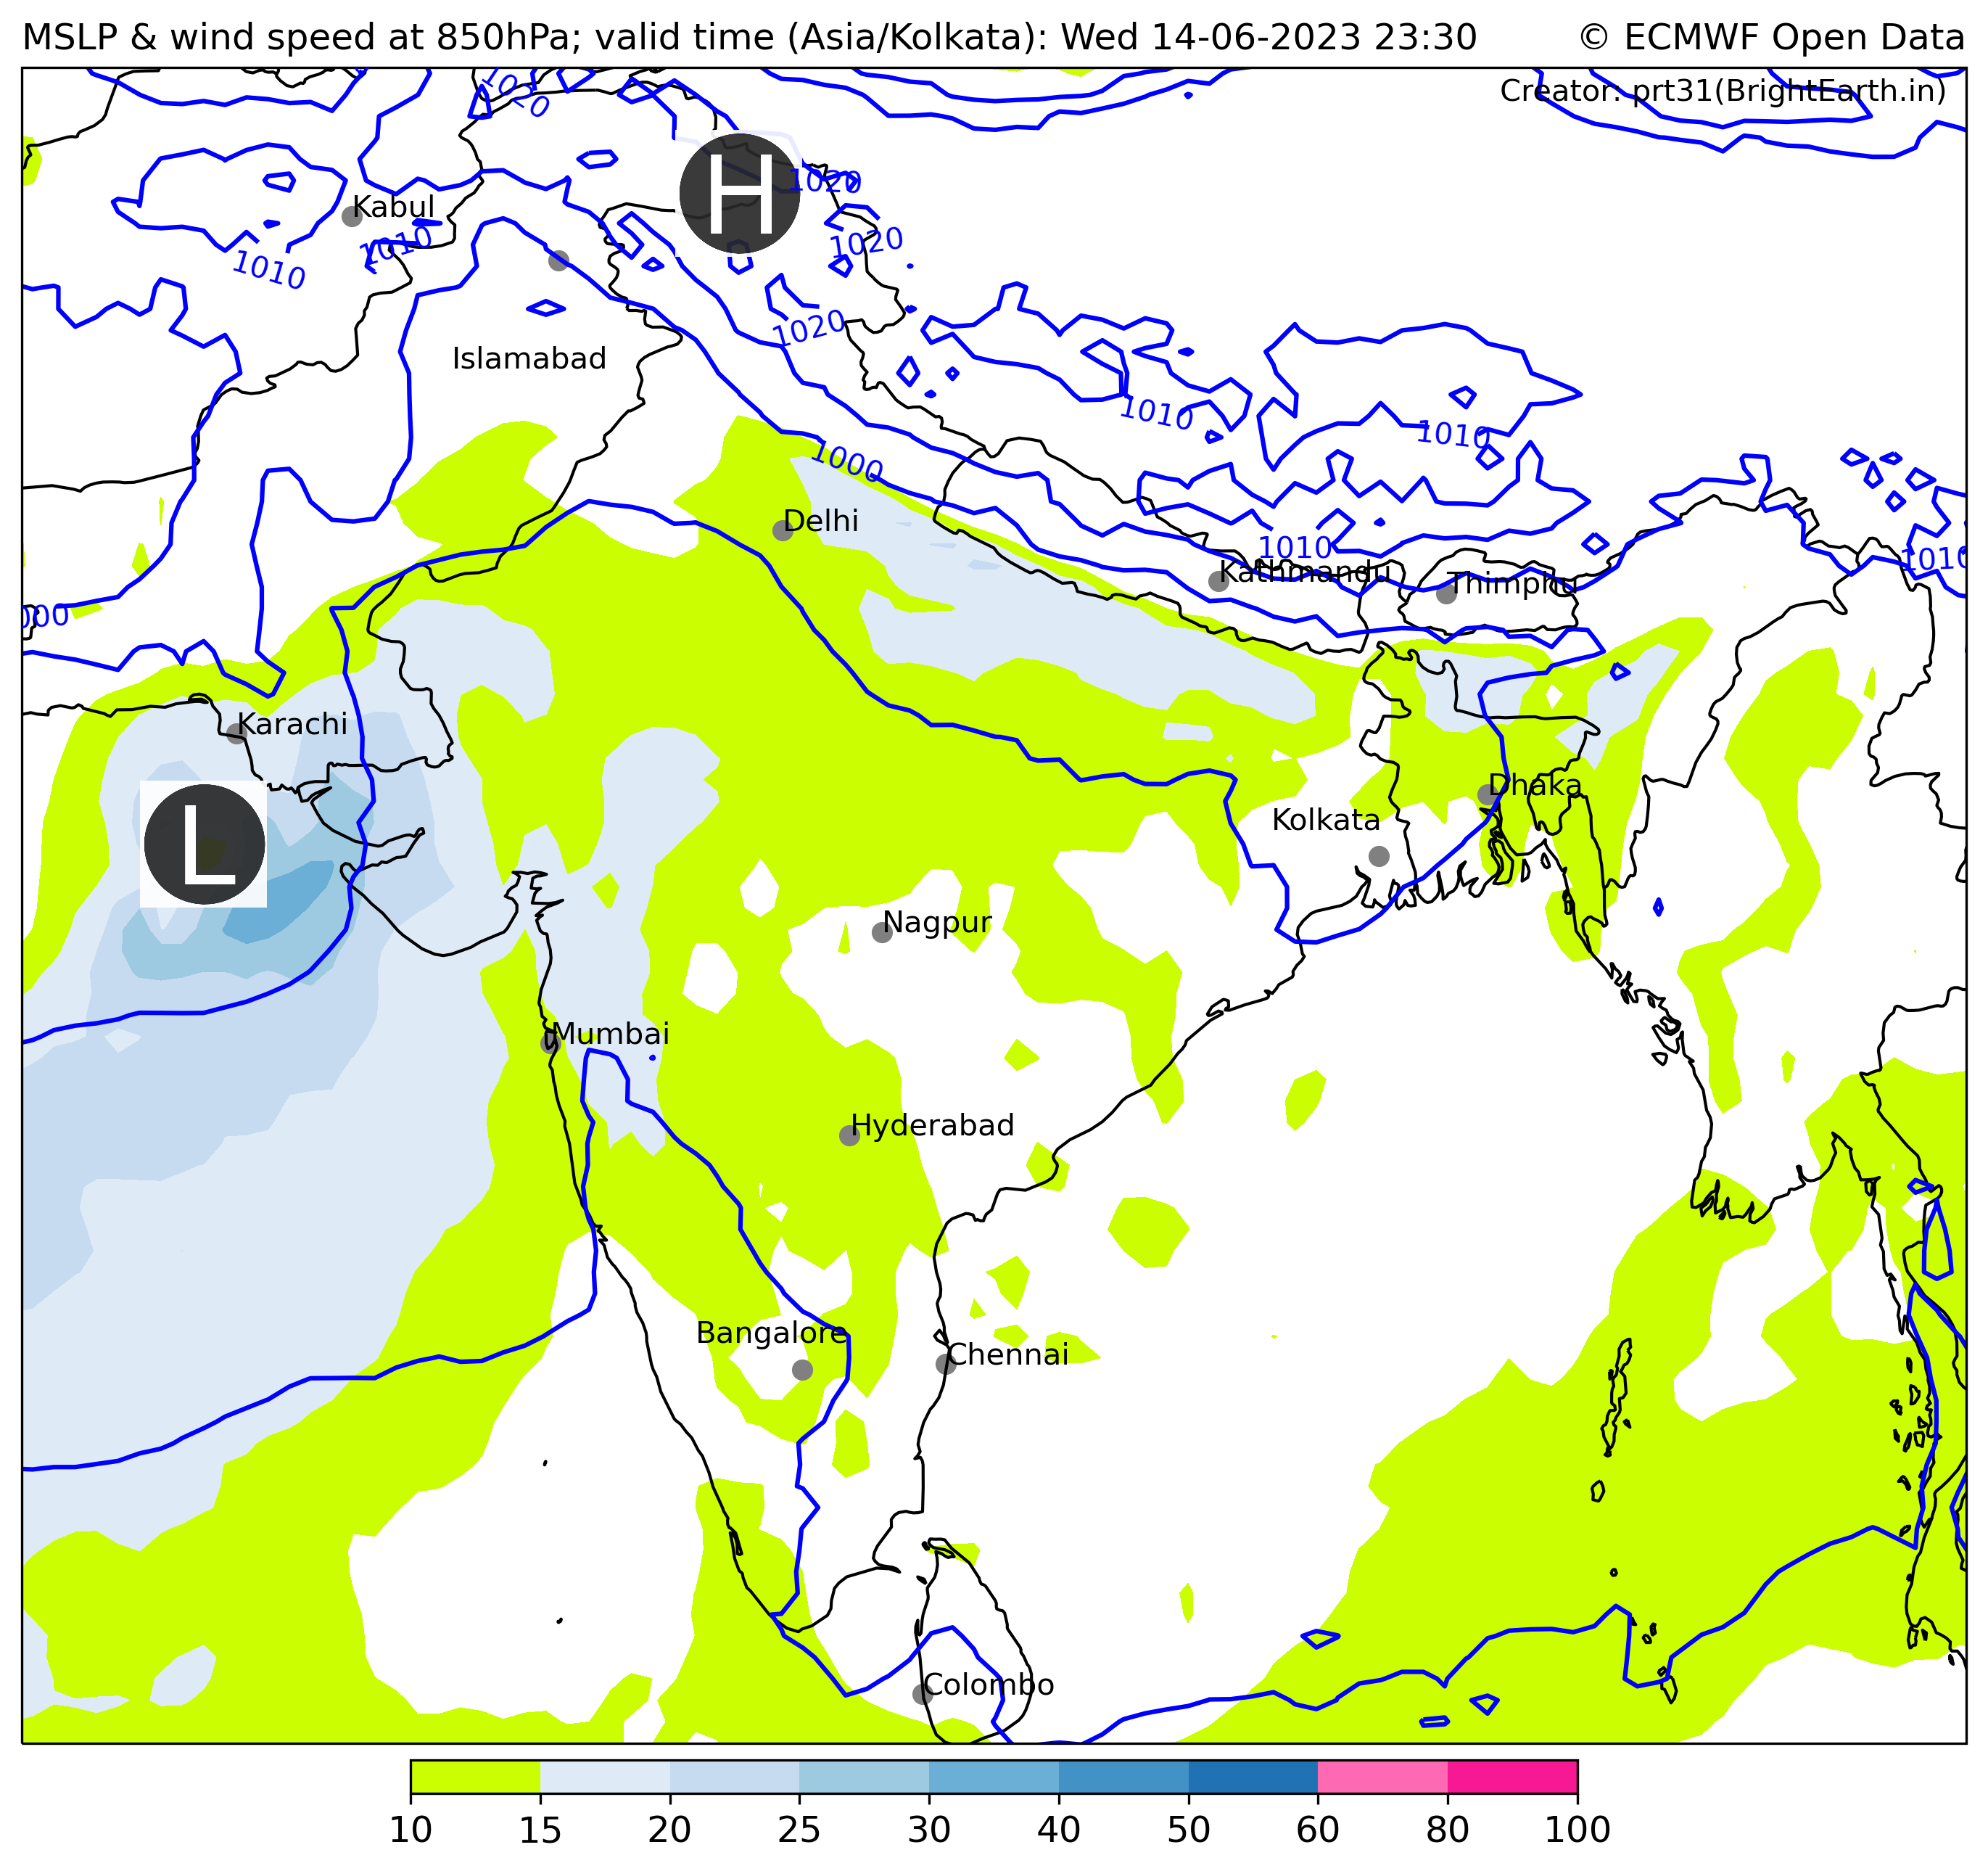 MSLP & wind speed at 850hPa; valid time (Asia/Kolkata): Wed 14-06-2023 23:30 © ECMWF Open Data
Creator: prt31(BrightEarth.in)
1020
H
1020
Kabul
1010
1020
1010
1020
Islamabad
1010
1010
1000
Delhi
1010
1010
Kathmandu
Thimphu
000
Karachi
Dhaka
Kolkata
L
Nagpur
Mumbai
Hyderabad
Bangalore
Chennai
Colombo
10 15 20 25 30 40 50 60 80 100